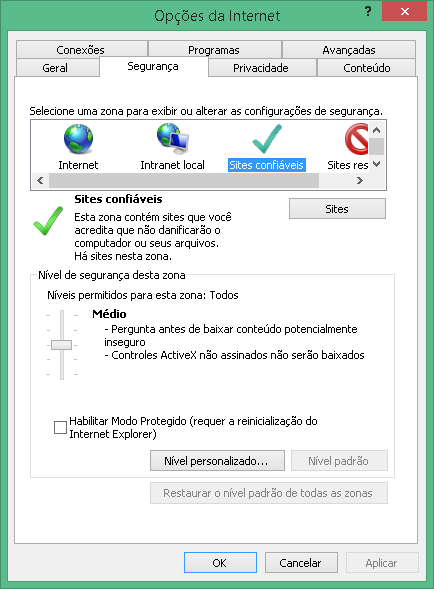 Opções da Internet
?
Conexões
Programas
Avançadas
Geral
Segurança
Privacidade
Conteúdo
Selecione uma zona para exibir ou alterar as configurações de segurança.
Internet
Intranet local
Sites confiáveis
Sites res
Sites confiáveis
Sites
Esta zona contém sites que você
acredita que não danificarão o
computador ou seus arquivos.
Há sites nesta zona.
Nível de segurança desta zona
Níveis permitidos para esta zona: Todos
Médio
- Pergunta antes de baixar conteúdo potencialmente
inseguro
- Controles ActiveX não assinados não serão baixados
Habilitar Modo Protegido (requer a reinicialização do
Internet Explorer)
Nível personalizado...
Nível padrão
Restaurar o nível padrão de todas as zonas
OK
Cancelar
Aplicar